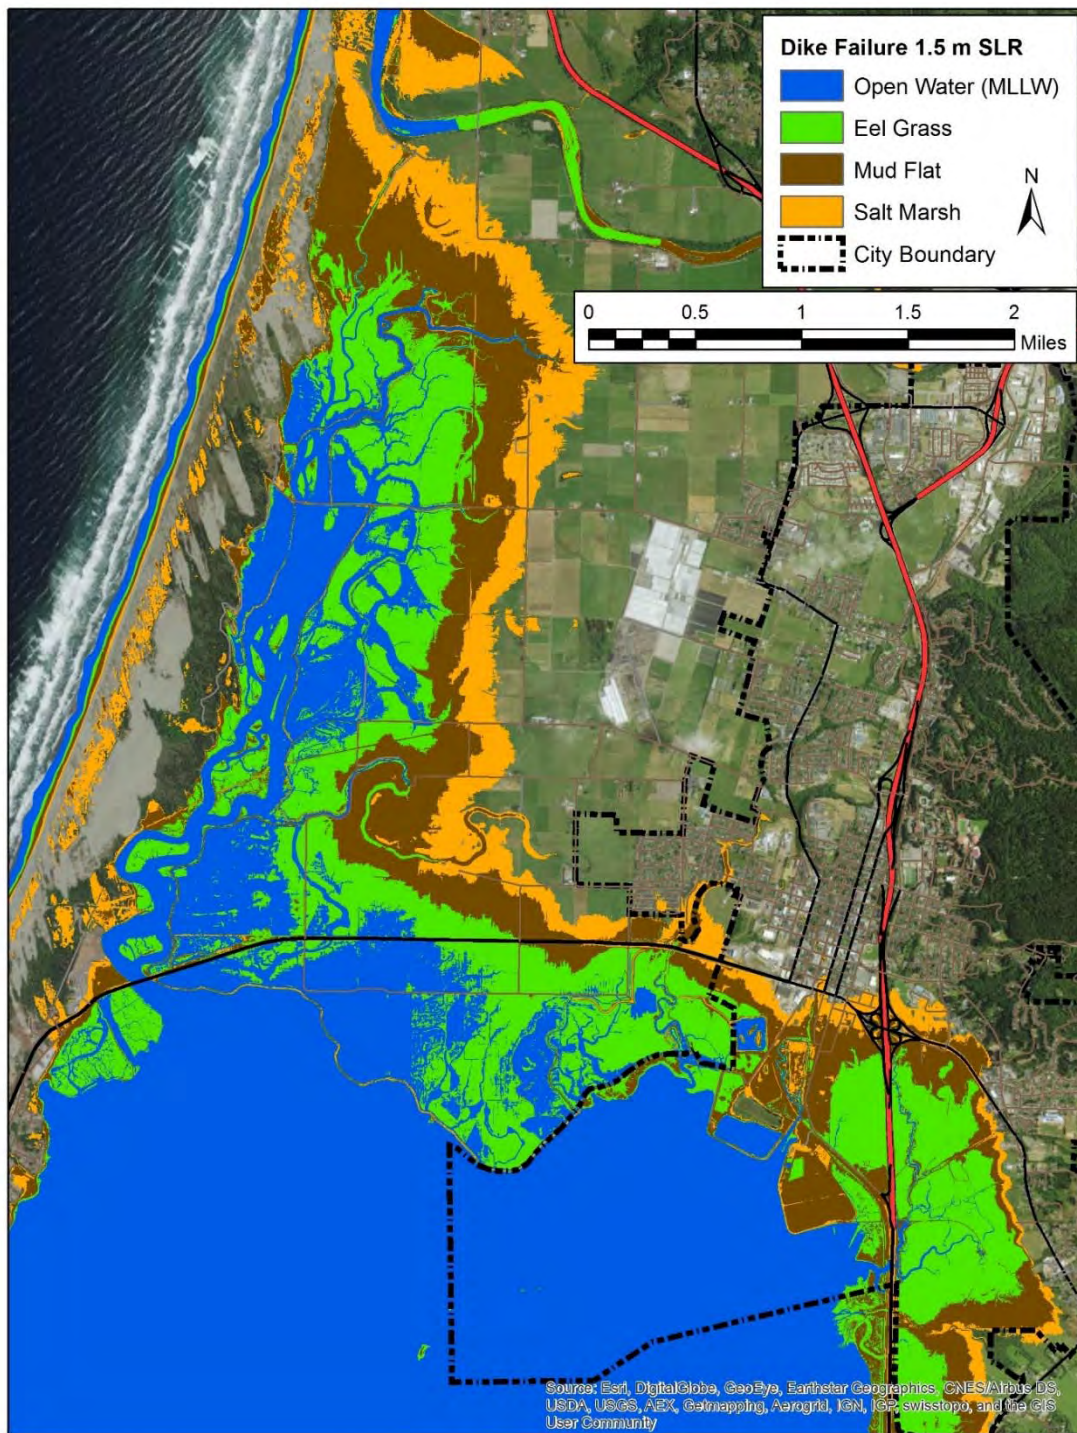 Dike Failure 1.5 m SLR
Open Water (MLLW)
Eel Grass
Mud Flat
Salt Marsh
City Boundary
N
0 0.5 1 1.5 2
Miles
Source: Esri, DigitalGlobe, GeoEye, Earthstar Geographics, CNES/Airbus DS,
USDA, USGS, AEX, Getmapping, Aerogrid, IGN, IGP, swisstopo, and the GIS
User Community